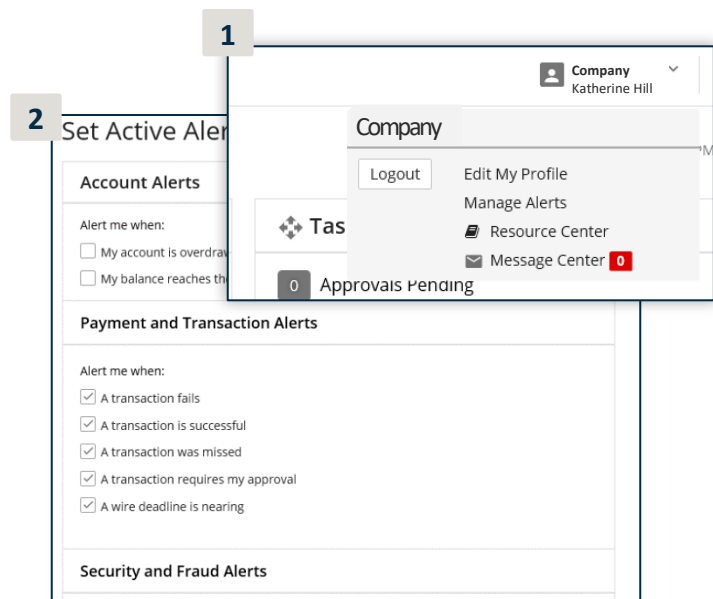 1
Company
Katherine Hill
Company
PM
Logout
Edit My Profile
Manage Alerts
Resource Center
Message Center 0
Tas
0 Approvals Pending
2
Set Active Aler
Account Alerts
Alert me when:
My account is overdraw
My balance reaches the
Payment and Transaction Alerts
Alert me when:
A transaction fails
A transaction is successful
A transaction was missed
A transaction requires my approval
A wire deadline is nearing
Security and Fraud Alerts